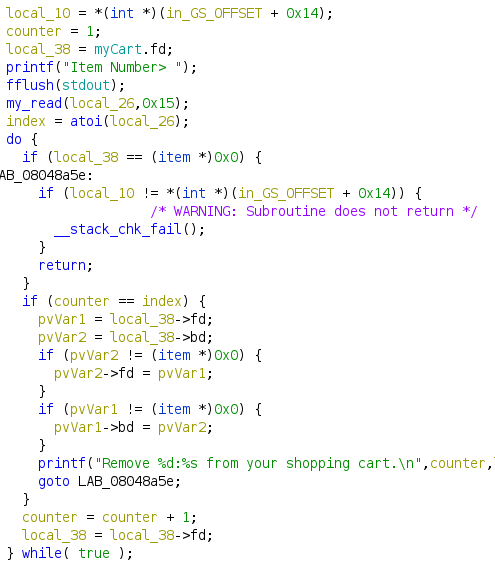 local_10 = *(int *)(in_GS_OFFSET + 0x14);
counter = 1;
local_38 = myCart.fd;
printf("Item Number> ");
fflush(stdout);
my_read(local_26,0x15);
index = atoi(local_26);
do {
if (local_38 == (item *)0x0) {
AB_08048a5e:
if (local_10 != *(int *)(in_GS_OFFSET + 0x14)) {
/* WARNING: Subroutine does not return */
__stack_chk_fail();
}
return;
}
if (counter == index) {
pvVar1 = local_38->fd;
pvVar2 = local_38->bd;
if (pvVar2 != (item *)0x0) {
pvVar2->fd = pvVar1;
}
if (pvVar1 != (item *)0x0) {
pvVar1->bd = pvVar2;
}
printf("Remove %d:%s from your shopping cart.\n",counter,
goto LAB_08048a5e;
}
counter = counter + 1;
local_38 = local_38->fd;
} while( true );